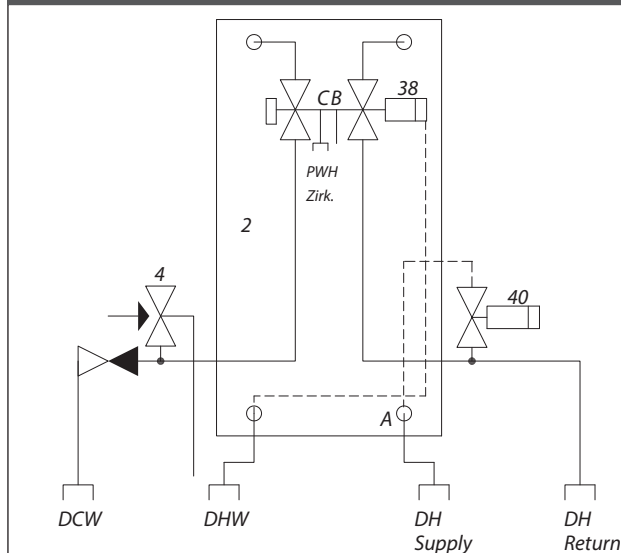 C B
38
PWH
Zirk.
2
4
40
A
DCW
DHW
DH
Supply
DH
Return